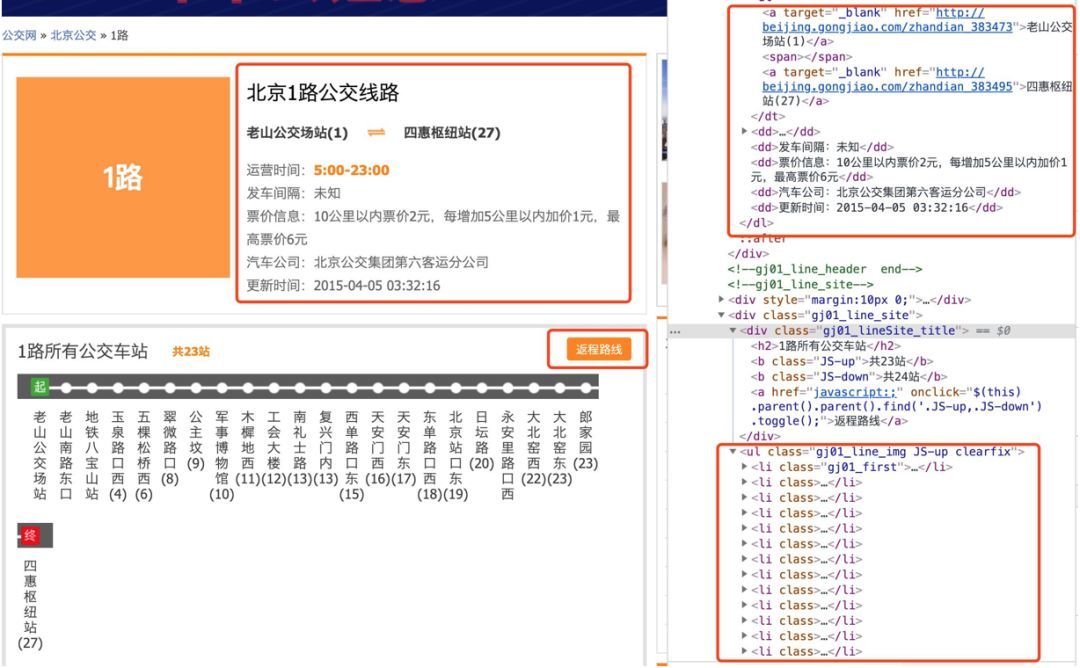 公交网 » 北京公交 » 1路
1路
北京1路公交线路
老山公交场站(1) 四惠枢纽站(27)
运营时间：5:00-23:00
发车间隔：未知
票价信息：10公里以内票价2元，每增加5公里以内加价1元，最
高票价6元
汽车公司：北京公交集团第六客运分公司
更新时间：2015-04-05 03:32:16
1路所有公交车站 共23站 返程路线
起
老山公交场站
老山南路东口
地铁八宝山站
玉泉路口西(4)
五棵松桥西(6)
翠微路口(8)
公主坟(9)
军事博物馆(10)
木樨地西(11)
工会大楼(12)
南礼士路(13)
复兴门内(13)
西单路口东(15)
天安门西(16)
天安门东(17)
东单路口西(18)
北京站口东(19)
日坛路(20)
永安里路口西
大北窑西(22)
大北窑东(23)
郎家园(23)
终
四惠枢纽站(27)
<a target="_blank" href="http://
beijing.gongjiao.com/zhandian_383473">老山公交
场站(1)</a>
<span></span>
<a target="_blank" href="http://
beijing.gongjiao.com/zhandian_383495">四惠枢纽
站(27)</a>
</dt>
<dd>…</dd>
<dd>发车间隔：未知</dd>
<dd>票价信息：10公里以内票价2元，每增加5公里以内加价1
元，最高票价6元</dd>
<dd>汽车公司：北京公交集团第六客运分公司</dd>
<dd>更新时间：2015-04-05 03:32:16</dd>
</dl>
::after
</div>
<!--gj01_line_header end-->
<!--gj01_line_site-->
<div style="margin:10px 0;">…</div>
<div class="gj01_line_site">
… <div class="gj01_lineSite_title"> == $0
<h2>1路所有公交车站</h2>
<b class="JS-up">共23站</b>
<b class="JS-down">共24站</b>
<a href="javascript:;" onclick="$(this)
.parent().parent().find('.JS-up,.JS-down')
.toggle();">返程路线</a>
</div>
<ul class="gj01_line_img JS-up clearfix">
<li class="gj01_first">…</li>
<li class>…</li>
<li class>…</li>
<li class>…</li>
<li class>…</li>
<li class>…</li>
<li class>…</li>
<li class>…</li>
<li class>…</li>
<li class>…</li>
<li class>…</li>
<li class>…</li>
<li class>…</li>